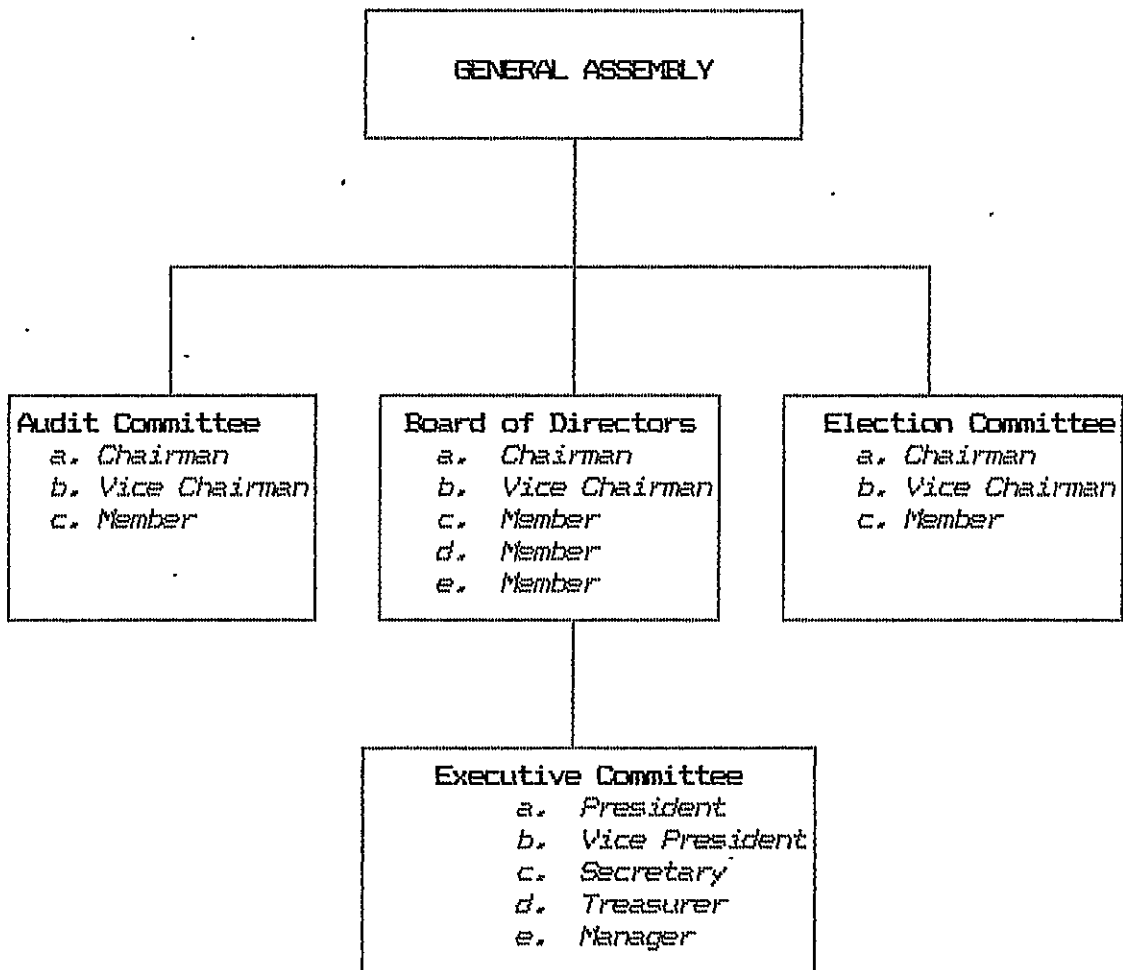 GENERAL ASSEMBLY
Audit Committee
a. Chairman
b. Vice Chairman
c. Member
Board of Directors
a. Chairman
b. Vice Chairman
c. Member
d. Member
e. Member
Election Committee
a. Chairman
b. Vice Chairman
c. Member
Executive Committee
a. President
b. Vice President
c. Secretary
d. Treasurer
e. Manager